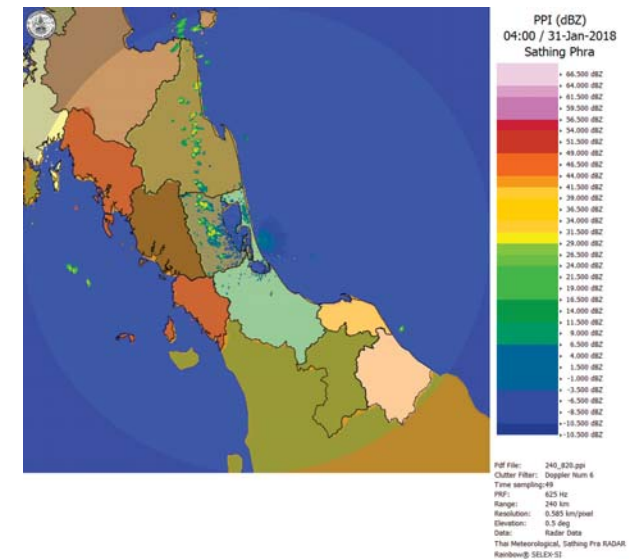 PPI (dBZ)
04:00 / 31-Jan-2018
Sathing Phra
+ 66.500 dBZ
+ 64.000 dBZ
+ 61.500 dBZ
+ 59.500 dBZ
+ 56.500 dBZ
+ 54.000 dBZ
+ 51.500 dBZ
+ 49.000 dBZ
+ 46.500 dBZ
+ 44.000 dBZ
+ 41.500 dBZ
+ 39.000 dBZ
+ 36.500 dBZ
+ 34.000 dBZ
+ 31.500 dBZ
+ 29.000 dBZ
+ 26.500 dBZ
+ 24.000 dBZ
+ 21.500 dBZ
+ 19.000 dBZ
+ 16.500 dBZ
+ 14.000 dBZ
+ 11.500 dBZ
+ 9.000 dBZ
+ 6.500 dBZ
+ 4.000 dBZ
+ 1.500 dBZ
+ -1.000 dBZ
+ -3.500 dBZ
+ -6.500 dBZ
+ -8.500 dBZ
+ -10.500 dBZ
+ -10.500 dBZ
Pdf File: 240_820.ppi
Clutter Filter: Doppler Num 6
Time sampling:49
PRF: 625 Hz
Range: 240 km
Resolution: 0.585 km/pixel
Elevation: 0.5 deg
Data: Radar Data
Thai Meteorological, Sathing Pra RADAR
Rainbow® SELEX-SI